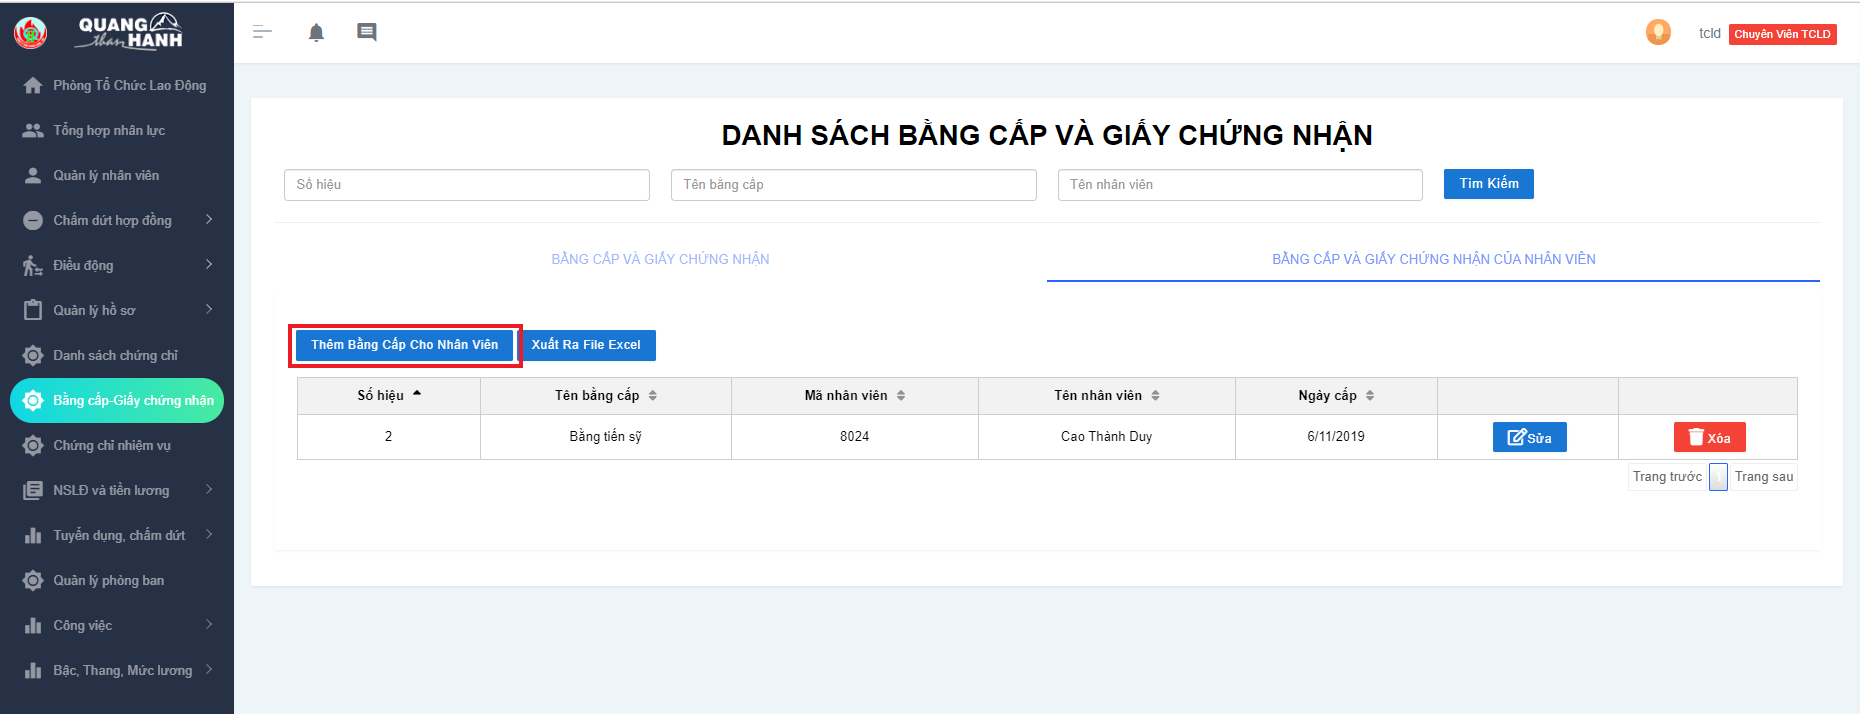 QUANG
than HANH
tcld Chuyên Viên TCLD
Phòng Tổ Chức Lao Động
Tổng hợp nhân lực
Quản lý nhân viên
Chấm dứt hợp đồng
Điều động
Quản lý hồ sơ
Danh sách chứng chỉ
Bằng cấp-Giấy chứng nhận
Chứng chỉ nhiệm vụ
NSLĐ và tiền lương
Tuyển dụng, chấm dứt
Quản lý phòng ban
Công việc
Bậc, Thang, Mức lương
DANH SÁCH BẰNG CẤP VÀ GIẤY CHỨNG NHẬN
Số hiệu Tên bằng cấp Tên nhân viên Tìm Kiếm
BẰNG CẤP VÀ GIẤY CHỨNG NHẬN BẰNG CẤP VÀ GIẤY CHỨNG NHẬN CỦA NHÂN VIÊN
Thêm Bằng Cấp Cho Nhân Viên Xuất Ra File Excel
Số hiệu Tên bằng cấp Mã nhân viên Tên nhân viên Ngày cấp
2 Bằng tiến sỹ 8024 Cao Thành Duy 6/11/2019 Sửa Xóa
Trang trước 1 Trang sau